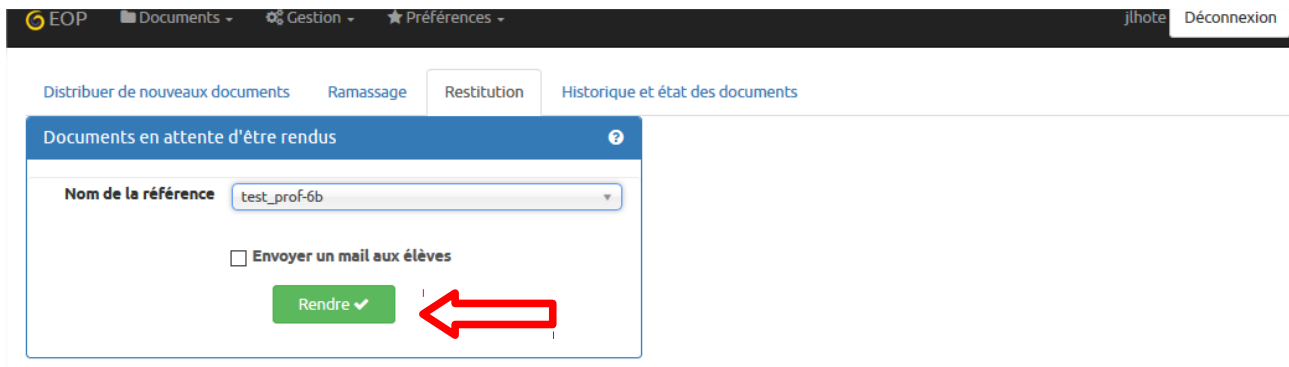 EOP Documents Gestion Préférences jlhote Déconnexion
Distribuer de nouveaux documents Ramassage Restitution Historique et état des documents
Documents en attente d'être rendus ?
Nom de la référence test_prof-6b
Envoyer un mail aux élèves
Rendre